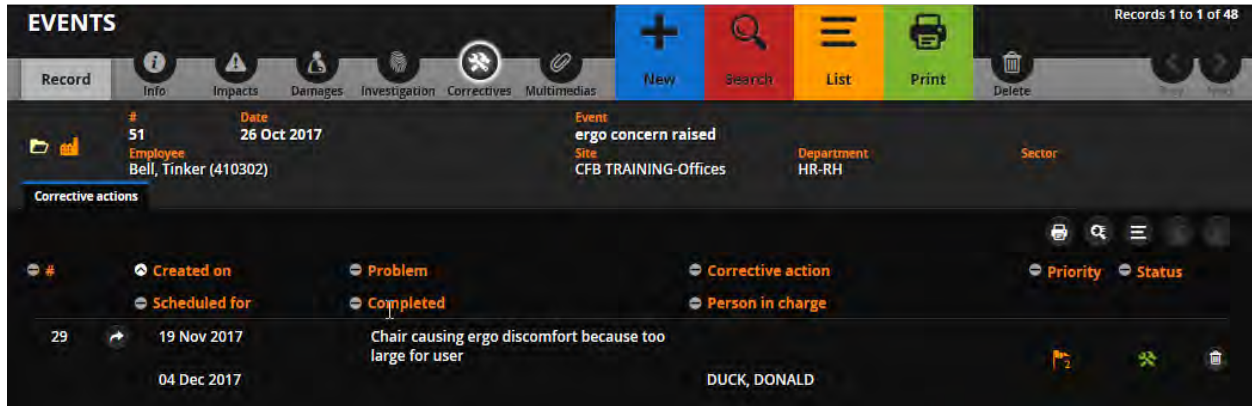 EVENTS
Records 1 to 1 of 48
Record
Info
Impacts
Damages
Investigation
Correctives
Multimedias
New
Search
List
Print
Delete
# Date Event
51 26 Oct 2017 ergo concern raised
Employee Site Department Sector
Bell, Tinker (410302) CFB TRAINING-Offices HR-RH
Corrective actions
# Created on Problem Corrective action Priority Status
Scheduled for Completed Person in charge
29 19 Nov 2017 Chair causing ergo discomfort because too
large for user
2
04 Dec 2017 DUCK, DONALD